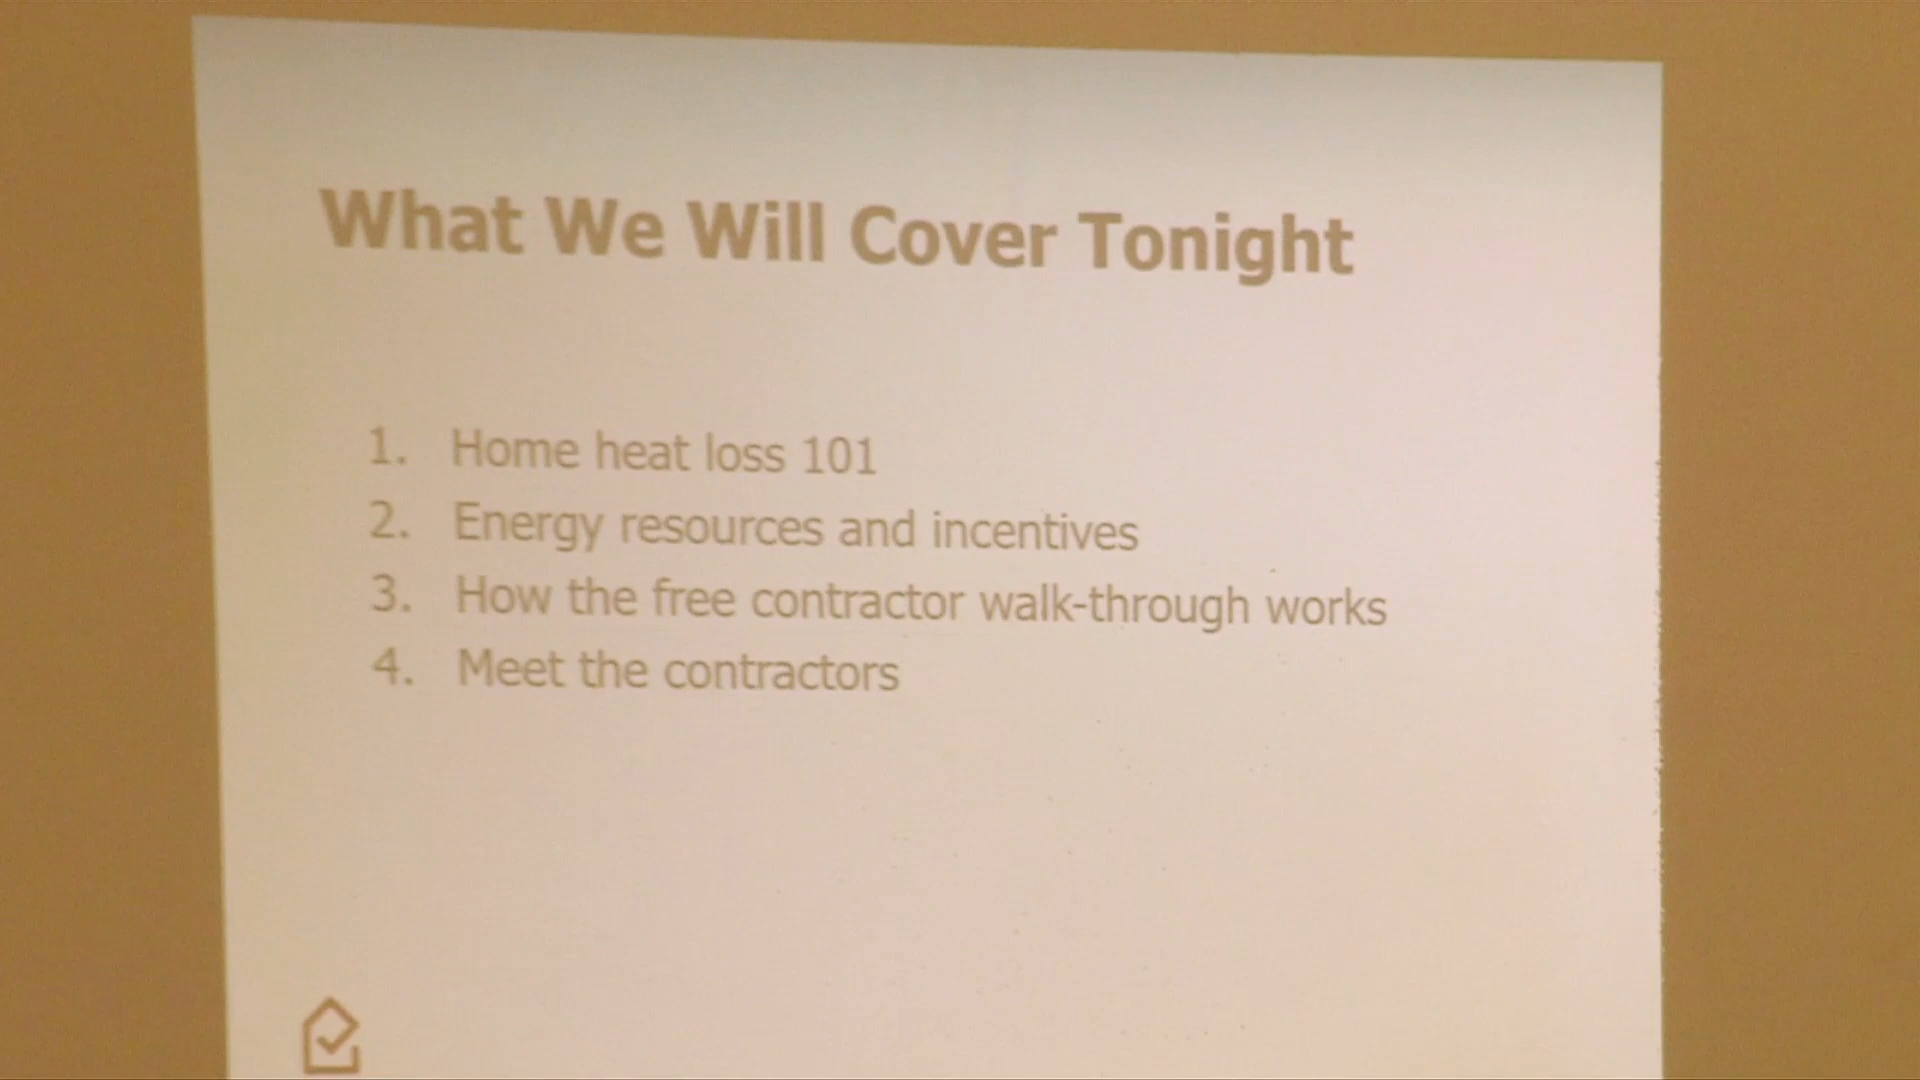 What We Will Cover Tonight
1. Home heat loss 101
2. Energy resources and incentives
3. How the free contractor walk-through works
4. Meet the contractors